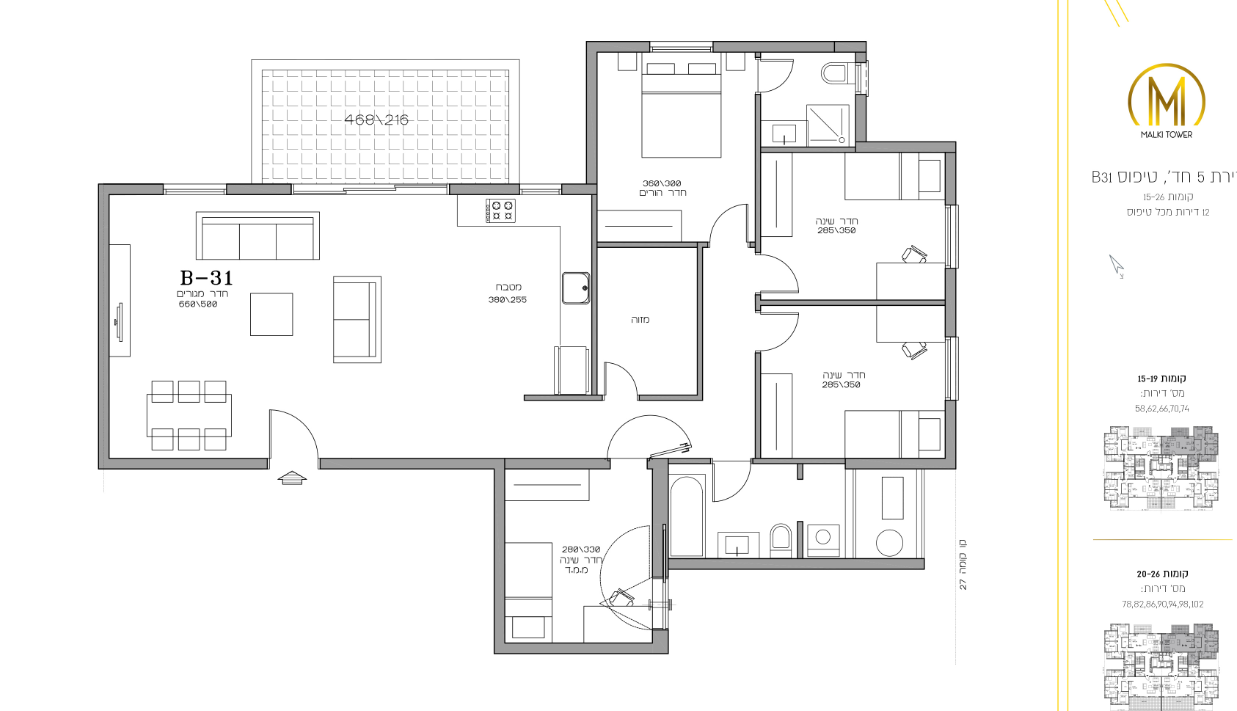 468\216
360\300
חדר הורים
חדר שינה
285\350
B-31
חדר מגורים
660\500
מטבח
380\255
מזווה
חדר שינה
285\350
280\330
חדר שינה
מ.מ.ד
קו קומה 27
MALKI TOWER
ירת 5 חד', טיפוס B31
קומות 15-26
12 דירות מכל טיפוס
קומות 15-19
מס' דירות:
58,62,66,70,74
קומות 20-26
מס' דירות:
78,82,86,90,94,98,102